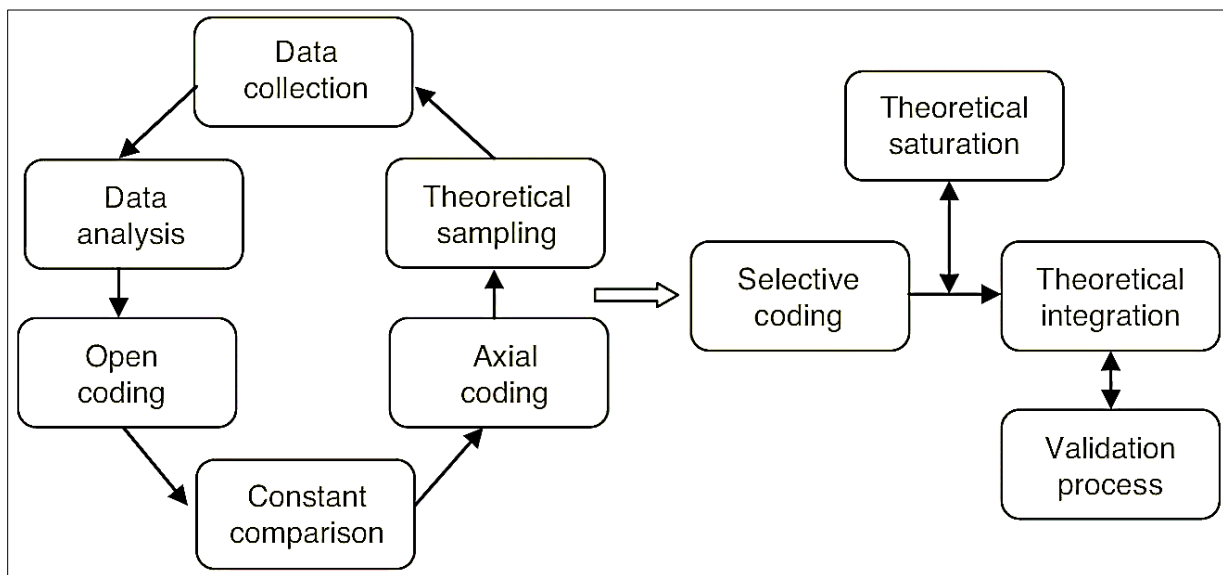 Data
collection
Data
analysis
Open
coding
Constant
comparison
Axial
coding
Theoretical
sampling
Selective
coding
Theoretical
saturation
Theoretical
integration
Validation
process